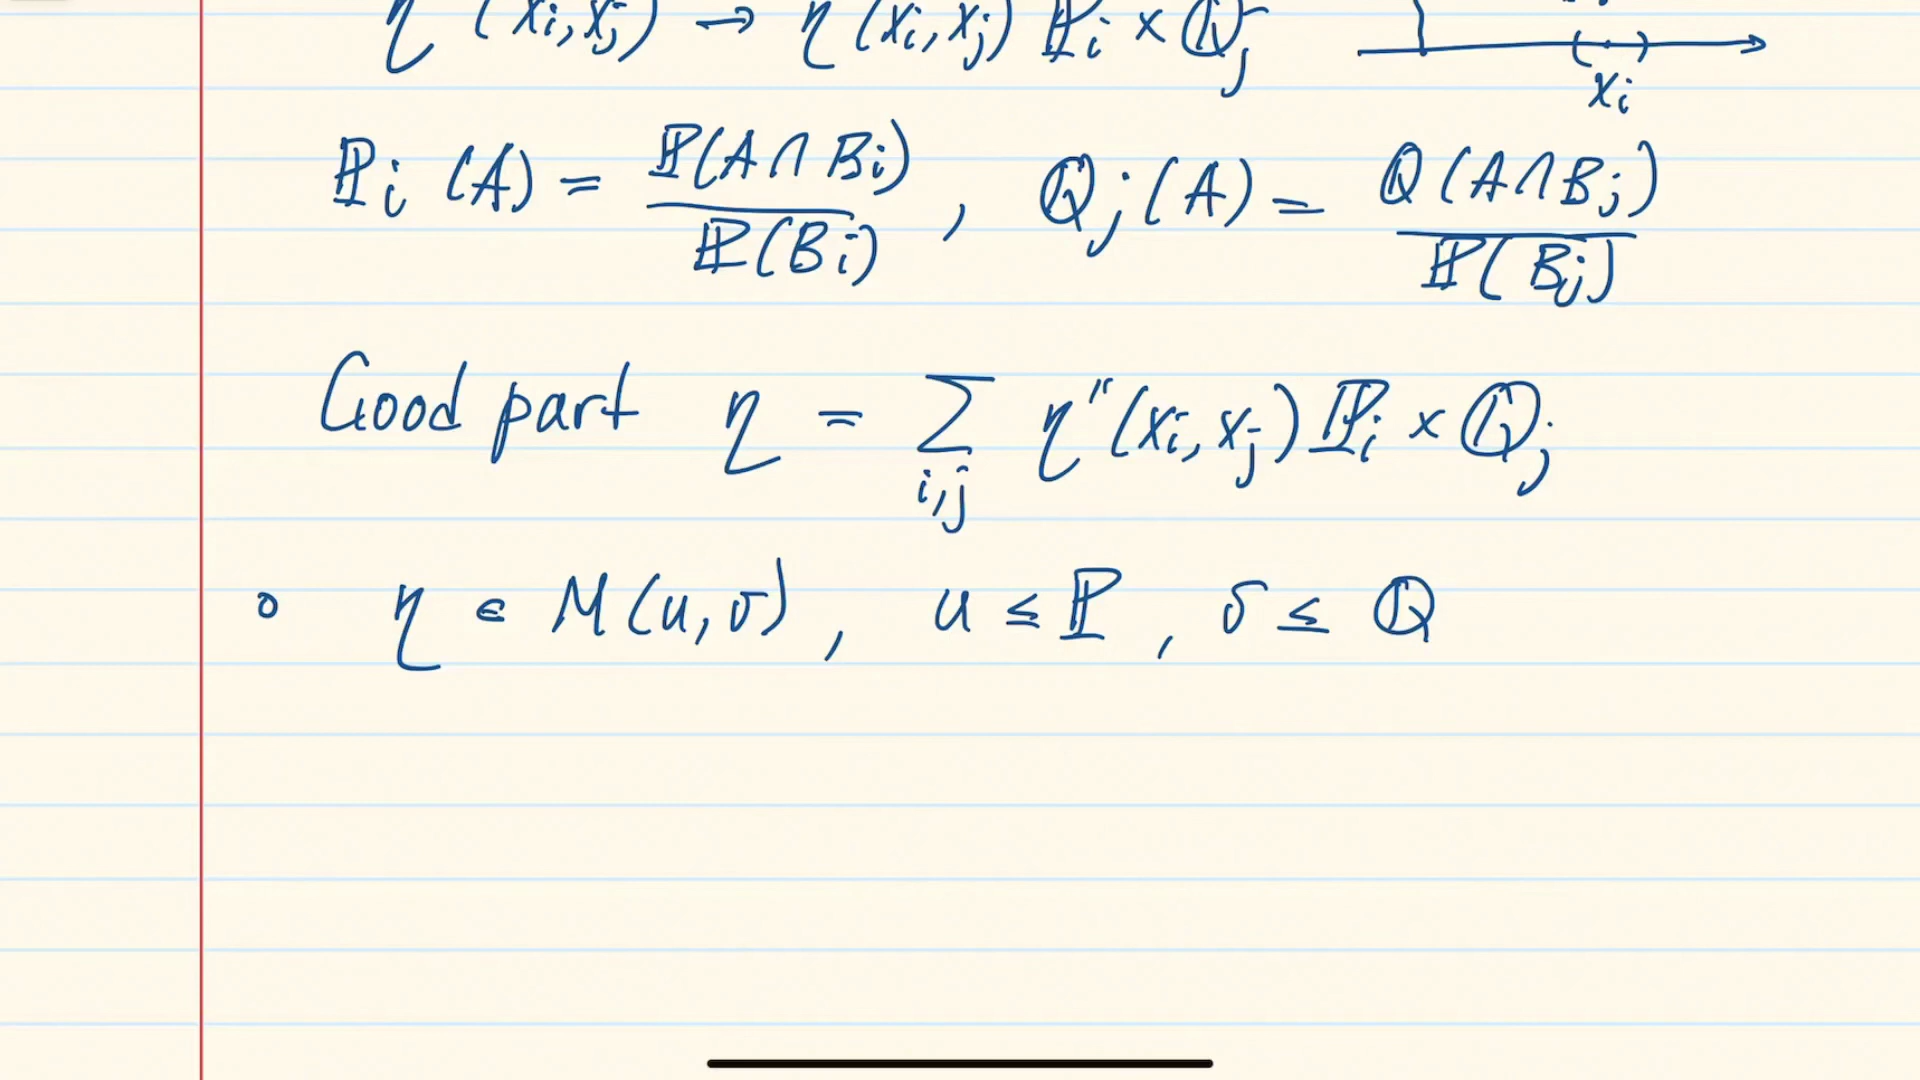 η (xᵢ,xⱼ) → η (xᵢ,xⱼ) ℙᵢ × ℚⱼ
xᵢ
ℙᵢ (A) = ℙ(A ∩ Bᵢ) / ℙ(Bᵢ) , ℚⱼ(A) = ℚ(A ∩ Bⱼ) / ℙ(Bⱼ)
Good part η = ∑_{i,j} η''(xᵢ, xⱼ) ℙᵢ × ℚⱼ
∘ η ∈ M(u, σ) , u ≤ ℙ , σ ≤ ℚ